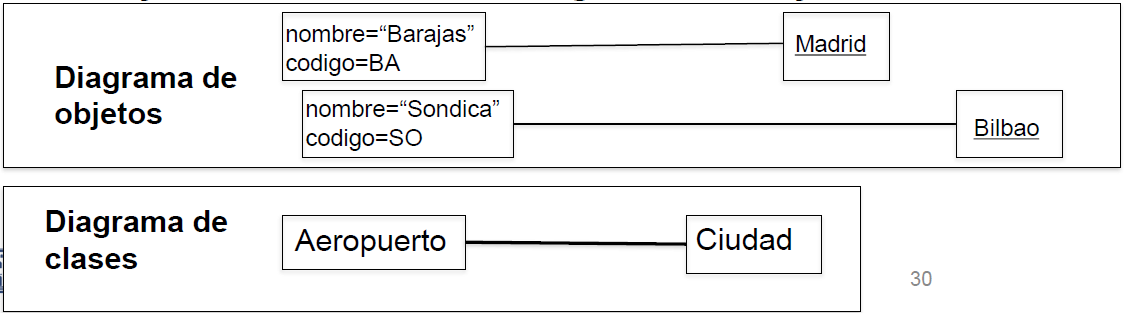 Diagrama de
objetos
nombre=“Barajas”
codigo=BA
Madrid
nombre=“Sondica”
codigo=SO
Bilbao
Diagrama de
clases
Aeropuerto
Ciudad
30